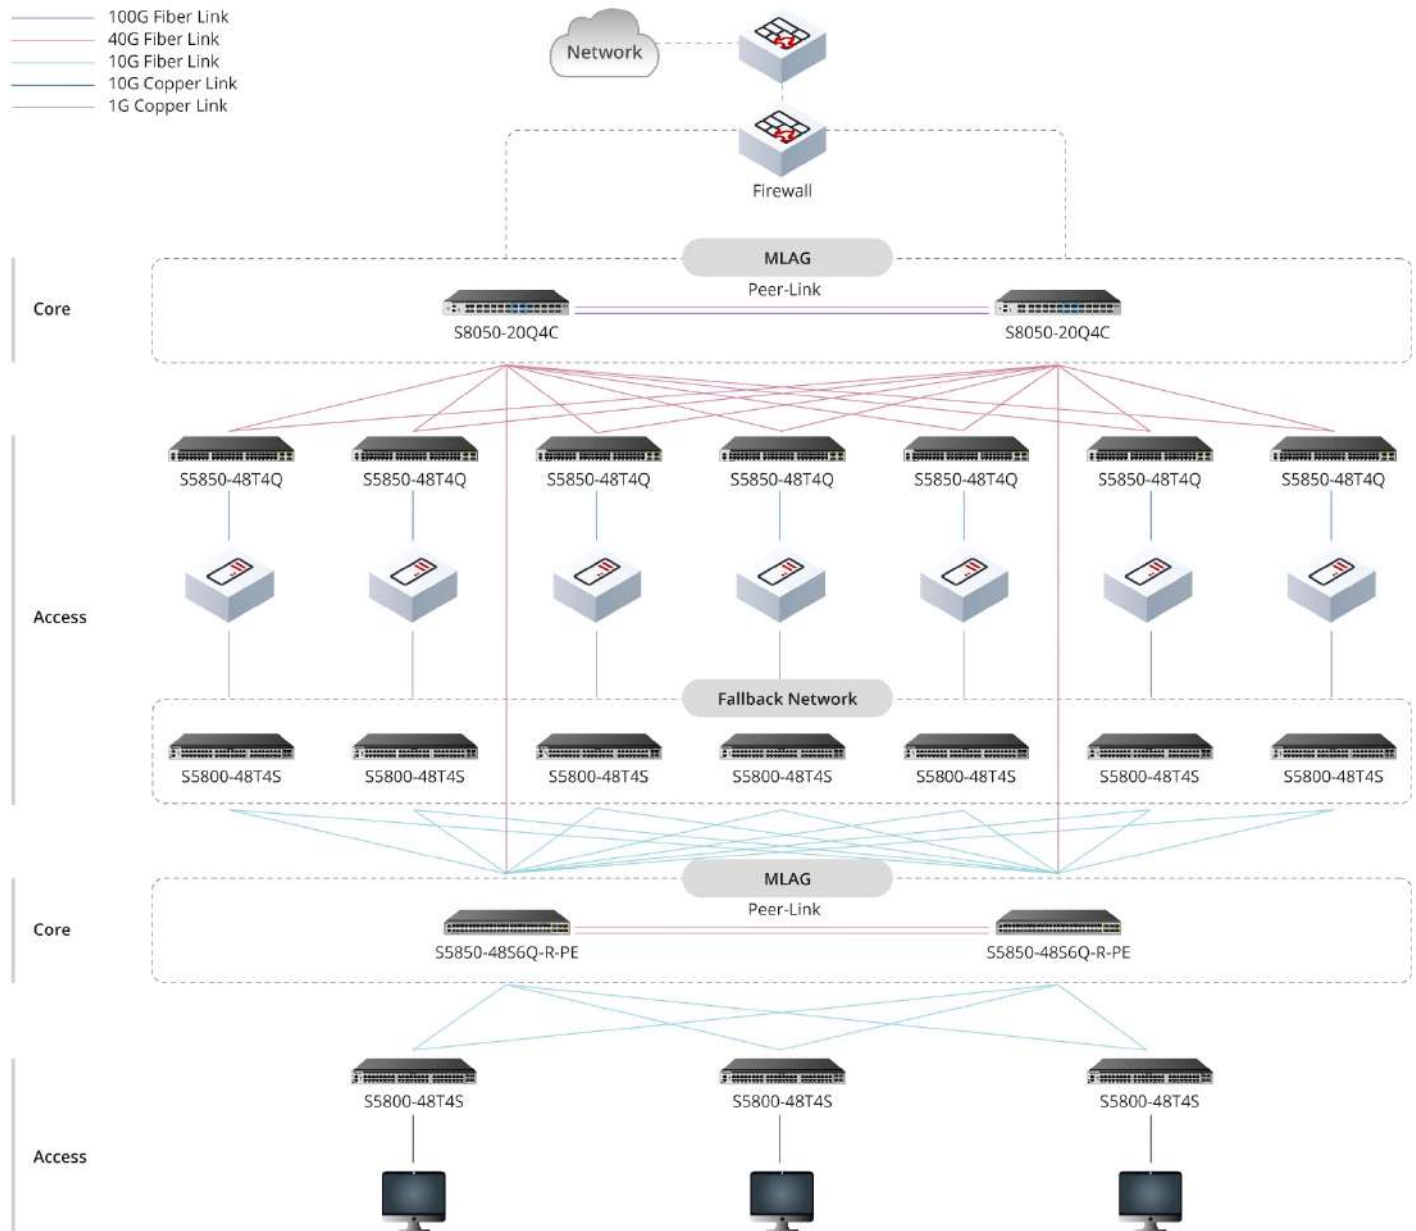 100G Fiber Link
40G Fiber Link
10G Fiber Link
10G Copper Link
1G Copper Link
Network
Firewall
MLAG
Peer-Link
Core
S8050-20Q4C
S8050-20Q4C
S5850-48T4Q
S5850-48T4Q
S5850-48T4Q
S5850-48T4Q
S5850-48T4Q
S5850-48T4Q
S5850-48T4Q
Access
Fallback Network
S5800-48T4S
S5800-48T4S
S5800-48T4S
S5800-48T4S
S5800-48T4S
S5800-48T4S
S5800-48T4S
MLAG
Peer-Link
Core
S5850-48S6Q-R-PE
S5850-48S6Q-R-PE
S5800-48T4S
S5800-48T4S
S5800-48T4S
Access